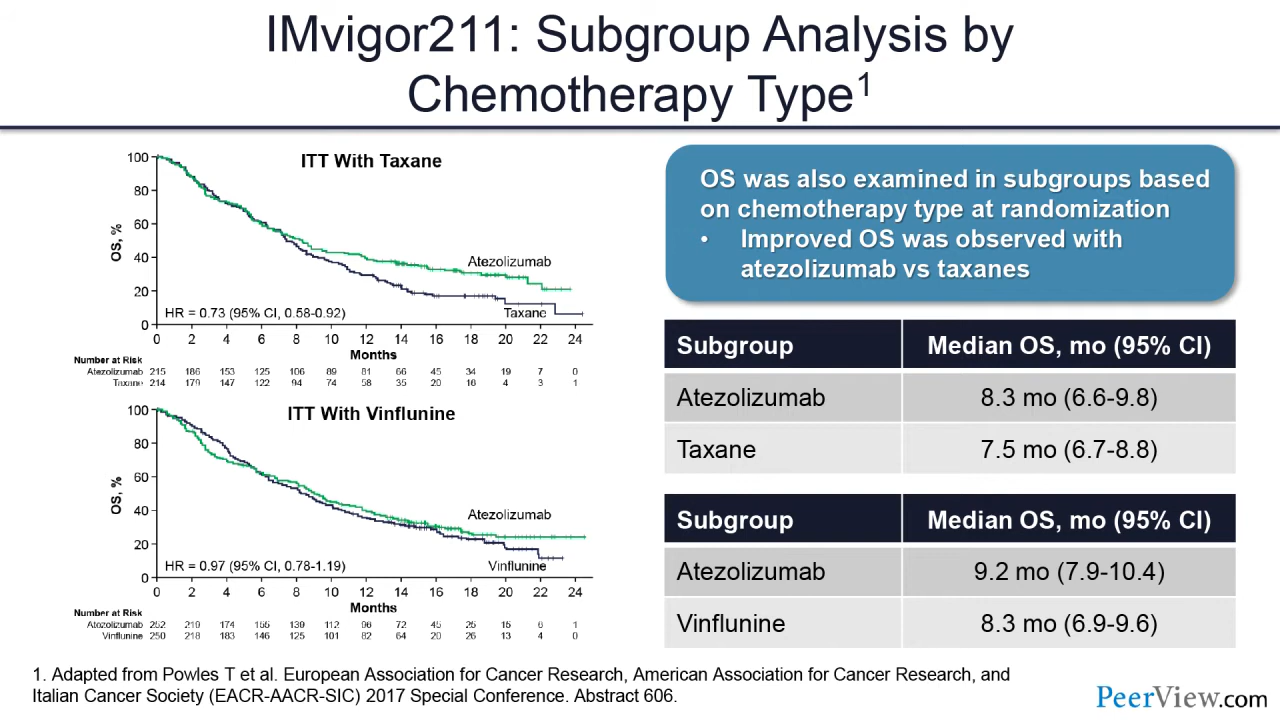 IMvigor211: Subgroup Analysis by
Chemotherapy Type1
ITT With Taxane
100
80
60
40
20
0
OS, %
Atezolizumab
Taxane
HR = 0.73 (95% CI, 0.58-0.92)
0 2 4 6 8 10 12 14 16 18 20 22 24
Months
Number at Risk
Atezolizumab 215 186 153 125 106 89 81 66 45 34 19 7 0
Taxane 214 179 147 122 94 74 58 35 20 16 4 3 1
ITT With Vinflunine
100
80
60
40
20
0
OS, %
Atezolizumab
Vinflunine
HR = 0.97 (95% CI, 0.78-1.19)
0 2 4 6 8 10 12 14 16 18 20 22 24
Months
Number at Risk
Atezolizumab 252 174 112 72 45 1
Vinflunine 250 218 183 146 125 101 82 64 20 26 13 4 0
OS was also examined in subgroups based
on chemotherapy type at randomization
• Improved OS was observed with
atezolizumab vs taxanes
Subgroup Median OS, mo (95% CI)
Atezolizumab 8.3 mo (6.6-9.8)
Taxane 7.5 mo (6.7-8.8)
Subgroup Median OS, mo (95% CI)
Atezolizumab 9.2 mo (7.9-10.4)
Vinflunine 8.3 mo (6.9-9.6)
1. Adapted from Powles T et al. European Association for Cancer Research, American Association for Cancer Research, and
Italian Cancer Society (EACR-AACR-SIC) 2017 Special Conference. Abstract 606.
PeerView.com